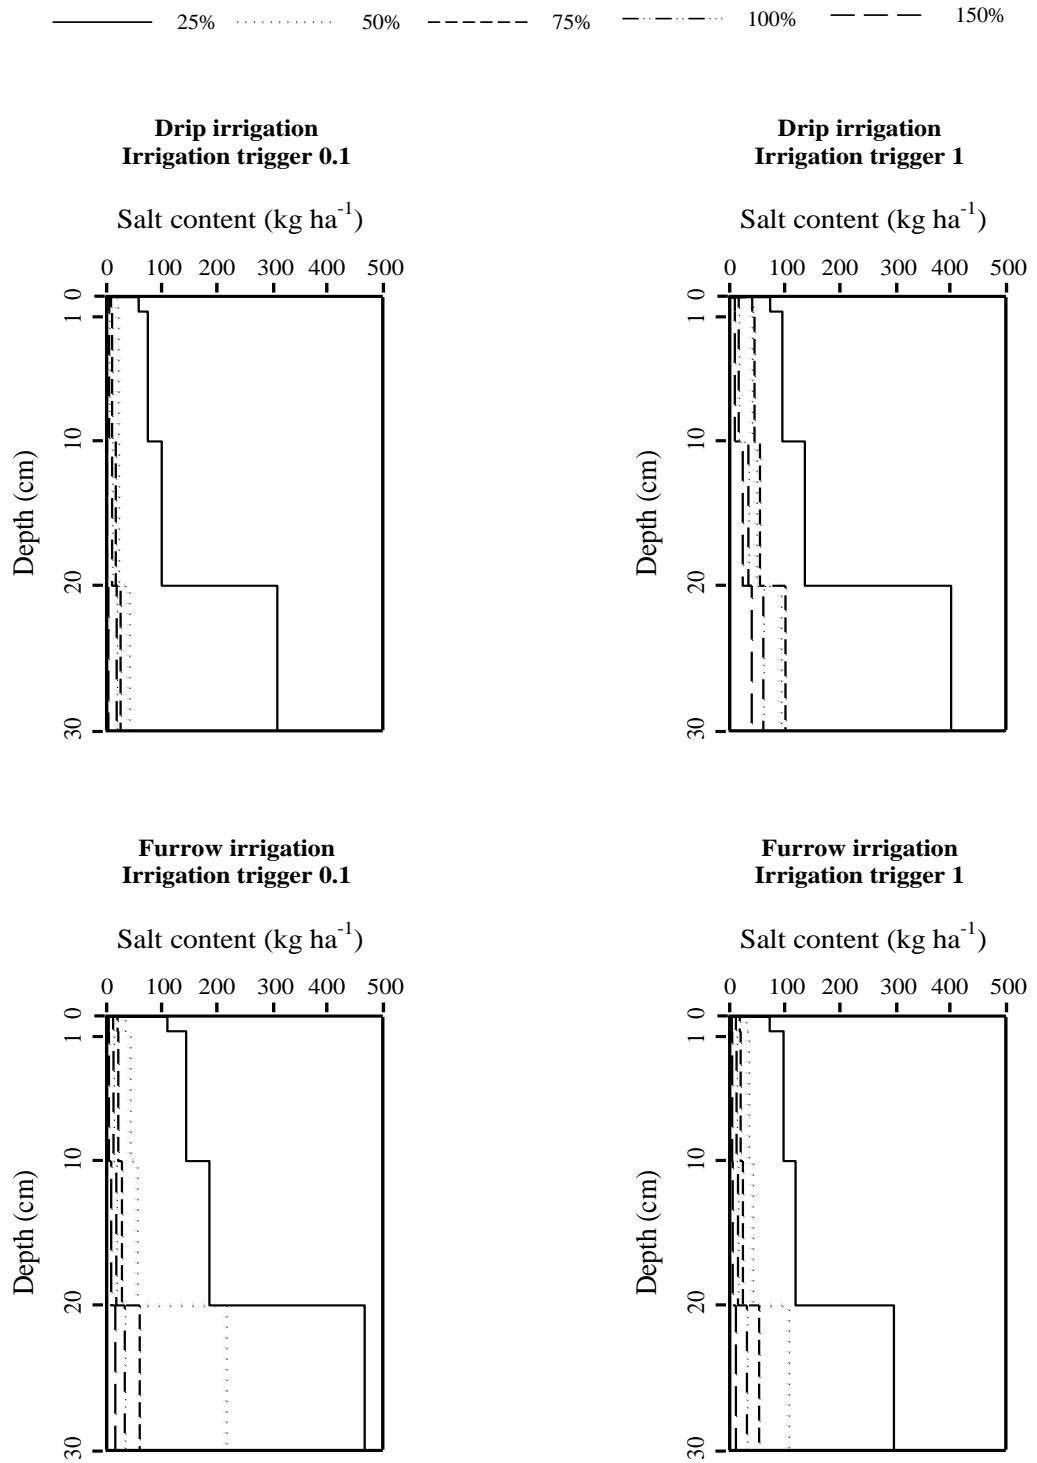 25% 50% 75% 100% 150%
Drip irrigation
Irrigation trigger 0.1
Salt content (kg ha-1)
0 100 200 300 400 500
0
1
10
20
30
Depth (cm)
Drip irrigation
Irrigation trigger 1
Salt content (kg ha-1)
0 100 200 300 400 500
0
1
10
20
30
Depth (cm)
Furrow irrigation
Irrigation trigger 0.1
Salt content (kg ha-1)
0 100 200 300 400 500
0
1
10
20
30
Depth (cm)
Furrow irrigation
Irrigation trigger 1
Salt content (kg ha-1)
0 100 200 300 400 500
0
1
10
20
30
Depth (cm)